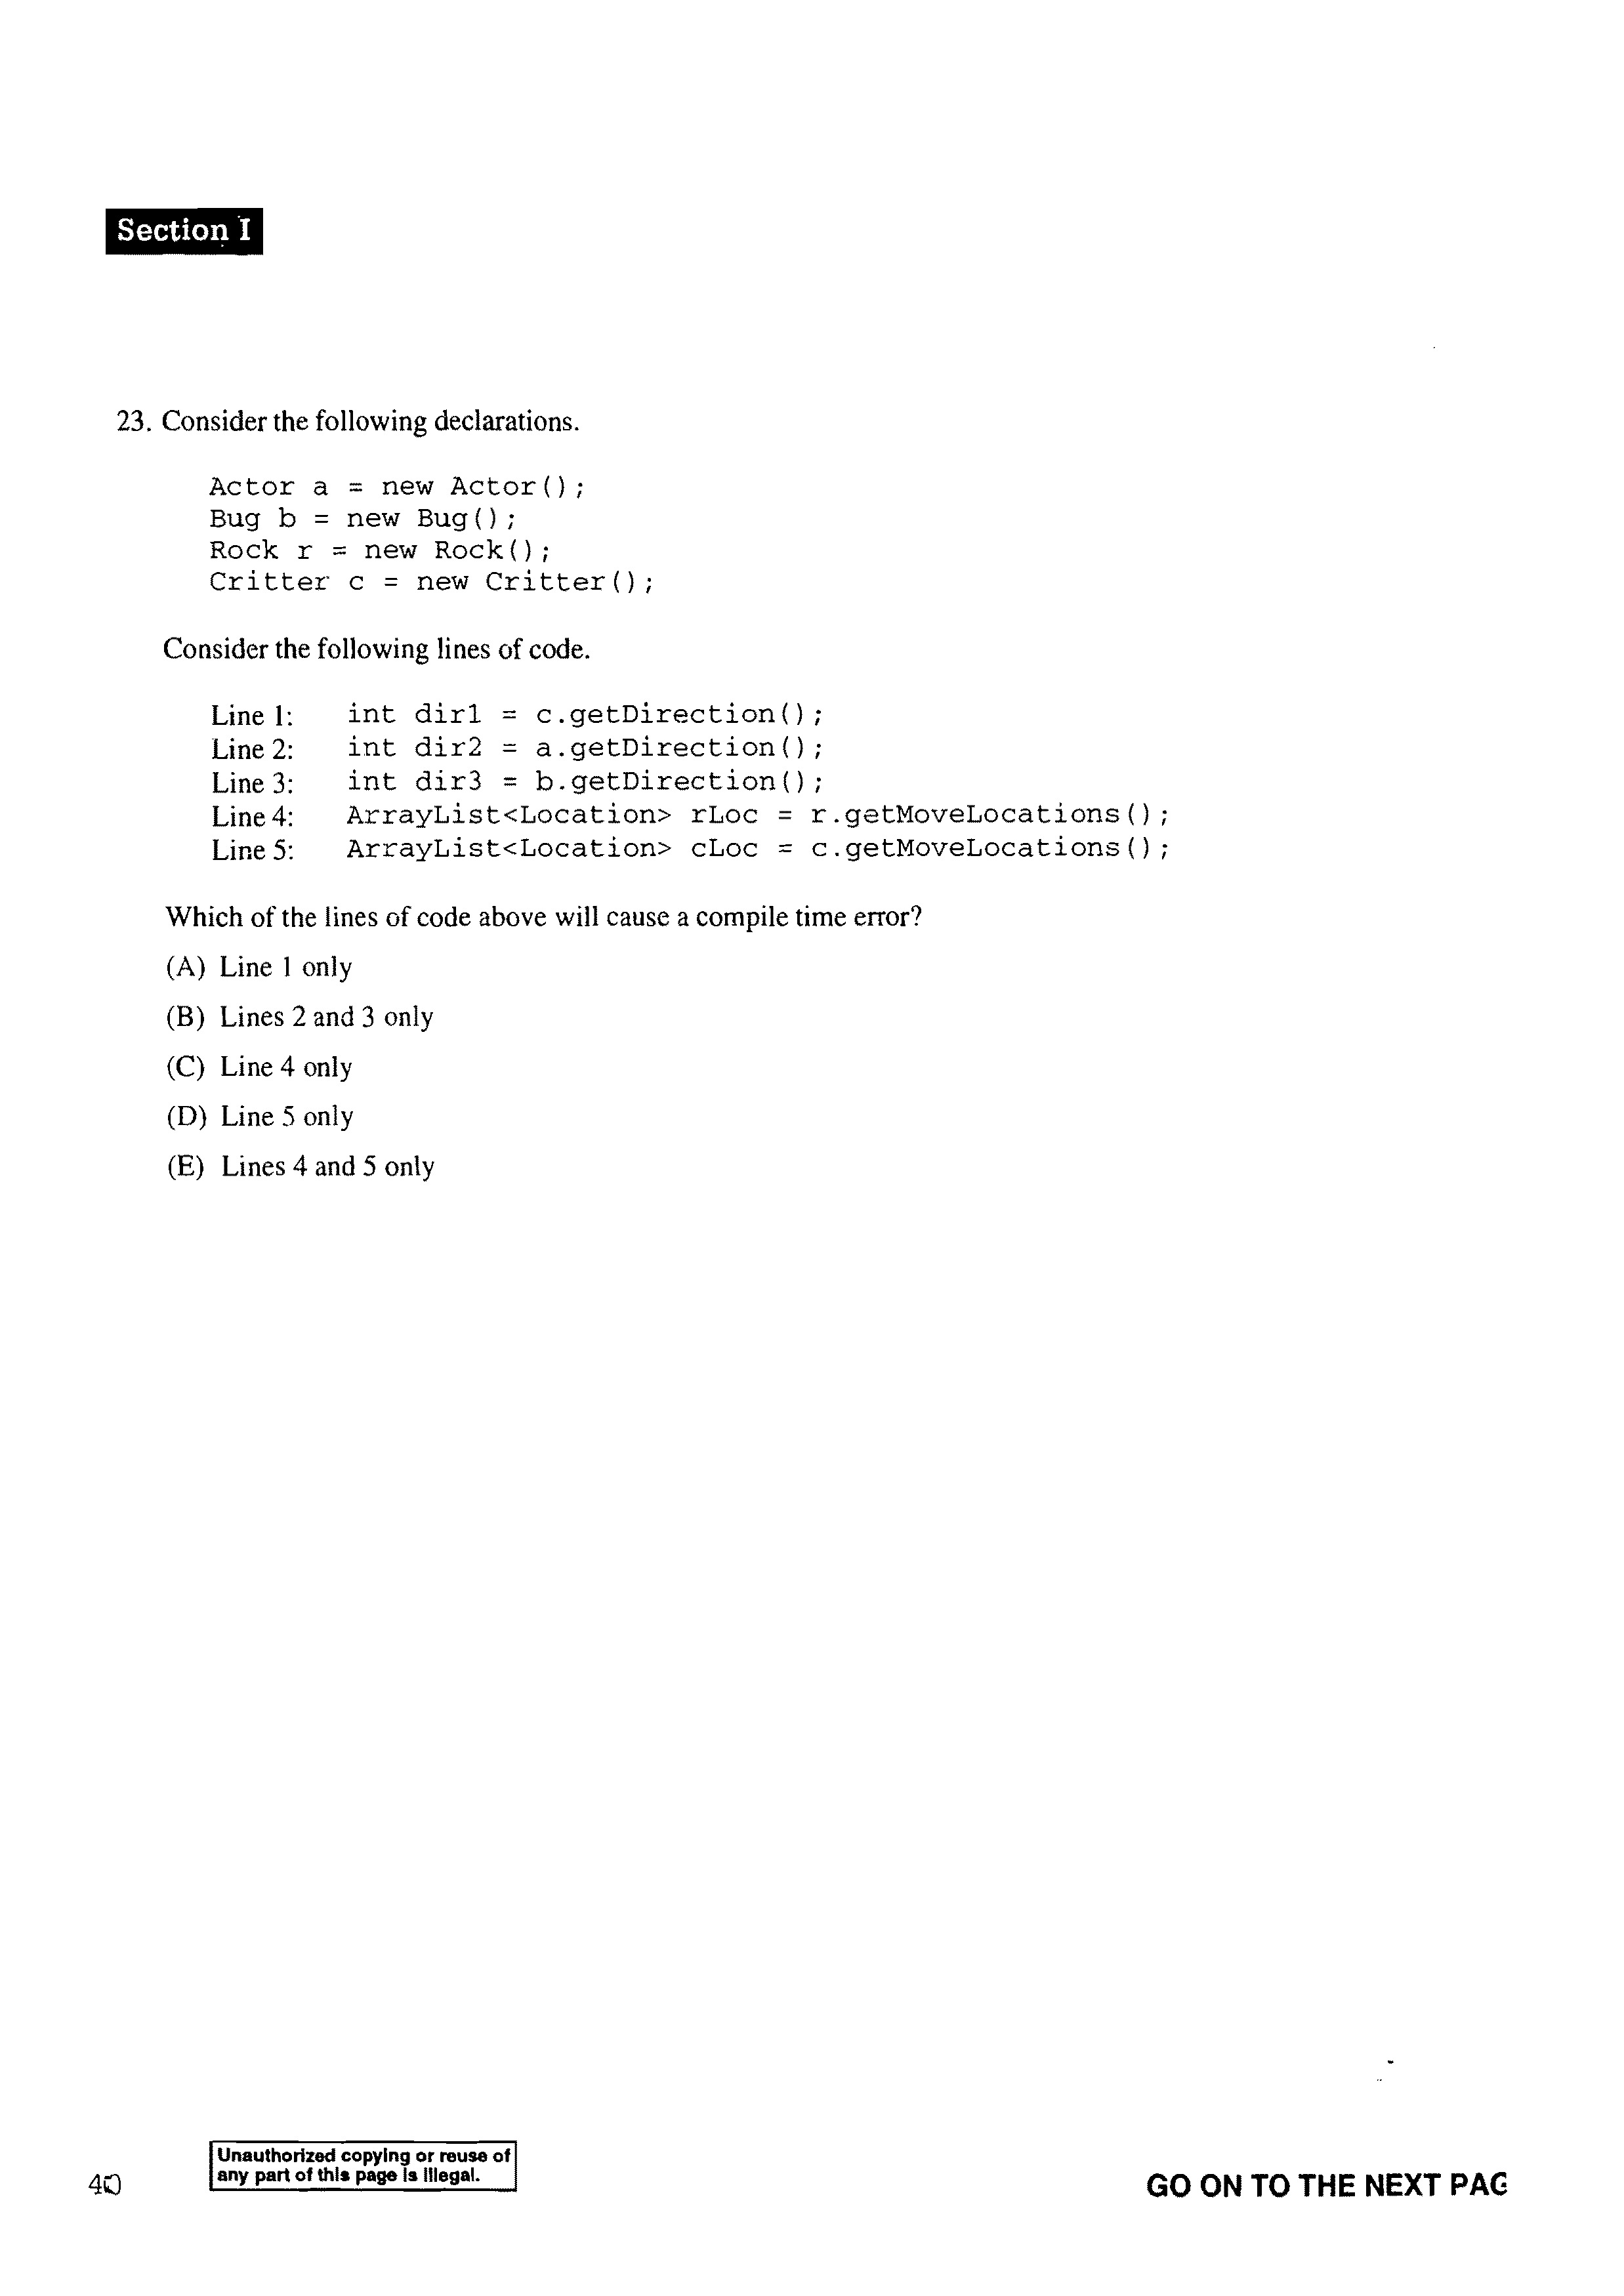 Section I
23. Consider the following declarations.
Actor a = new Actor();
Bug b = new Bug();
Rock r = new Rock();
Critter c = new Critter();
Consider the following lines of code.
Line 1: int dir1 = c.getDirection();
Line 2: int dir2 = a.getDirection();
Line 3: int dir3 = b.getDirection();
Line 4: ArrayList<Location> rLoc = r.getMoveLocations();
Line 5: ArrayList<Location> cLoc = c.getMoveLocations();
Which of the lines of code above will cause a compile time error?
(A) Line 1 only
(B) Lines 2 and 3 only
(C) Line 4 only
(D) Line 5 only
(E) Lines 4 and 5 only
Unauthorized copying or reuse of
any part of this page is illegal.
40
GO ON TO THE NEXT PAG